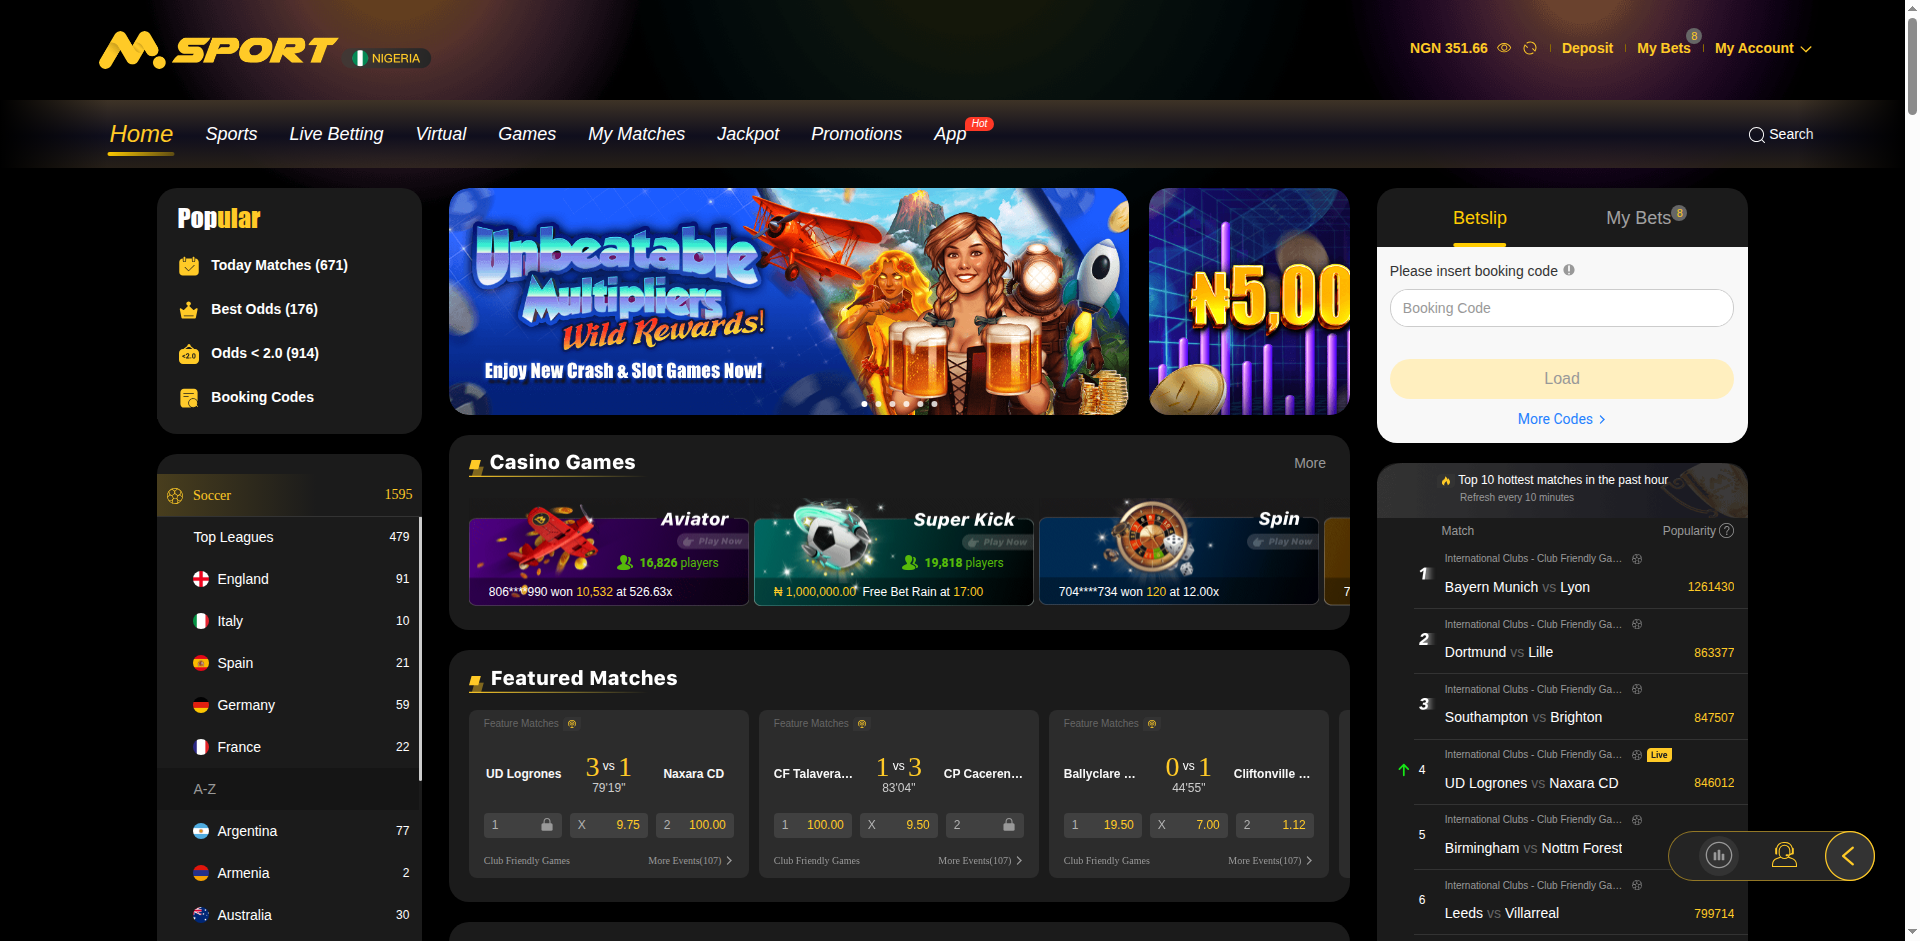 M.SPORT
NIGERIA
NGN 351.66
Deposit
My Bets
8
My Account
Home
Sports
Live Betting
Virtual
Games
My Matches
Jackpot
Promotions
App
Hot
Search
Popular
Today Matches (671)
Best Odds (176)
<2.0
Odds < 2.0 (914)
Booking Codes
Soccer 1595
Top Leagues 479
England 91
Italy 10
Spain 21
Germany 59
France 22
A-Z
Argentina 77
Armenia 2
Australia 30
Unbeatable
Multipliers
Wild Rewards!
Enjoy New Crash & Slot Games Now!
₦5,00
Casino Games
More
Aviator
Play Now
16,826 players
806****990 won 10,532 at 526.63x
Super Kick
Play Now
19,818 players
₦ 1,000,000.00 Free Bet Rain at 17:00
Spin
Play Now
704****734 won 120 at 12.00x
7
Featured Matches
Feature Matches
UD Logrones 3 vs 1 Naxara CD
79'19"
1
X 9.75
2 100.00
Club Friendly Games More Events(107)
Feature Matches
CF Talavera... 1 vs 3 CP Caceren...
83'04"
1 100.00
X 9.50
2
Club Friendly Games More Events(107)
Feature Matches
Ballyclare ... 0 vs 1 Cliftonville ...
44'55"
1 19.50
X 7.00
2 1.12
Club Friendly Games More Events(107)
Betslip
My Bets
8
Please insert booking code
Booking Code
Load
More Codes
Top 10 hottest matches in the past hour
Refresh every 10 minutes
Match Popularity ?
International Clubs - Club Friendly Ga...
1 Bayern Munich vs Lyon 1261430
International Clubs - Club Friendly Ga...
2 Dortmund vs Lille 863377
International Clubs - Club Friendly Ga...
3 Southampton vs Brighton 847507
International Clubs - Club Friendly Ga... Live
4 UD Logrones vs Naxara CD 846012
International Clubs - Club Friendly Ga...
5 Birmingham vs Nottm Forest
International Clubs - Club Friendly Ga...
6 Leeds vs Villarreal 799714